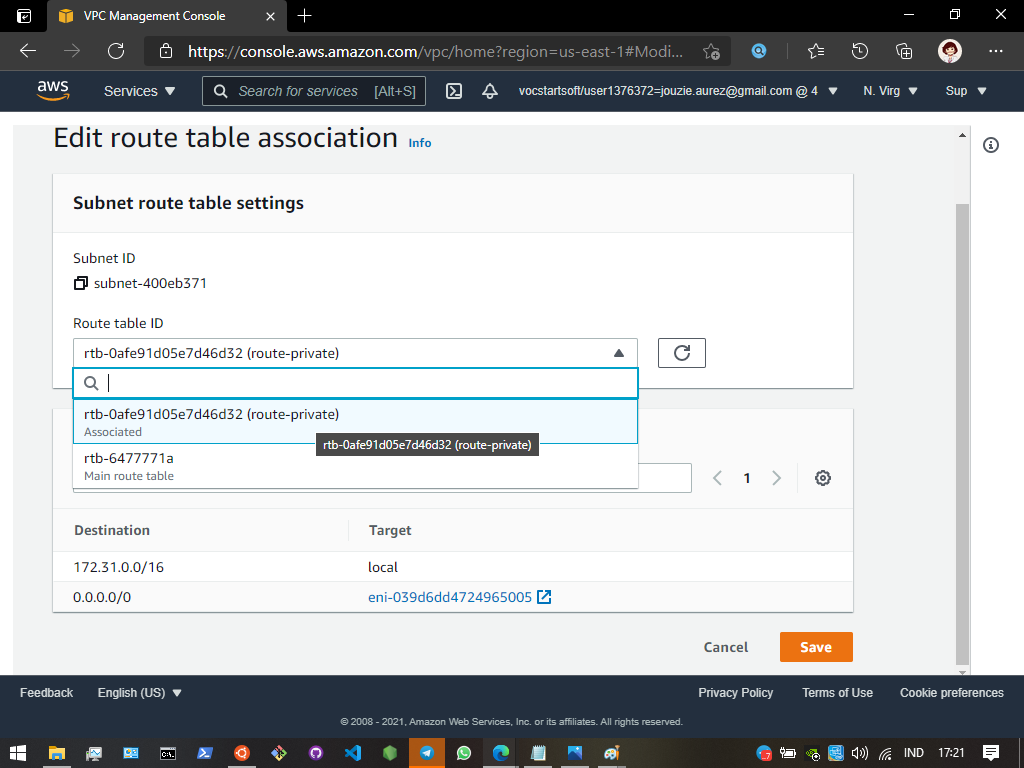 VPC Management Console
https://console.aws.amazon.com/vpc/home?region=us-east-1#Modi...
aws
Services
Search for services [Alt+S]
vocstartsoft/user1376372=jouzie.aurez@gmail.com @ 4
N. Virg
Sup
Edit route table association Info
Subnet route table settings
Subnet ID
subnet-400eb371
Route table ID
rtb-0afe91d05e7d46d32 (route-private)
rtb-0afe91d05e7d46d32 (route-private)
Associated
rtb-0afe91d05e7d46d32 (route-private)
rtb-6477771a
Main route table
1
Destination Target
172.31.0.0/16 local
0.0.0.0/0 eni-039d6dd4724965005
Cancel Save
Feedback English (US) Privacy Policy Terms of Use Cookie preferences
© 2008 - 2021, Amazon Web Services, Inc. or its affiliates. All rights reserved.
IND 17:21